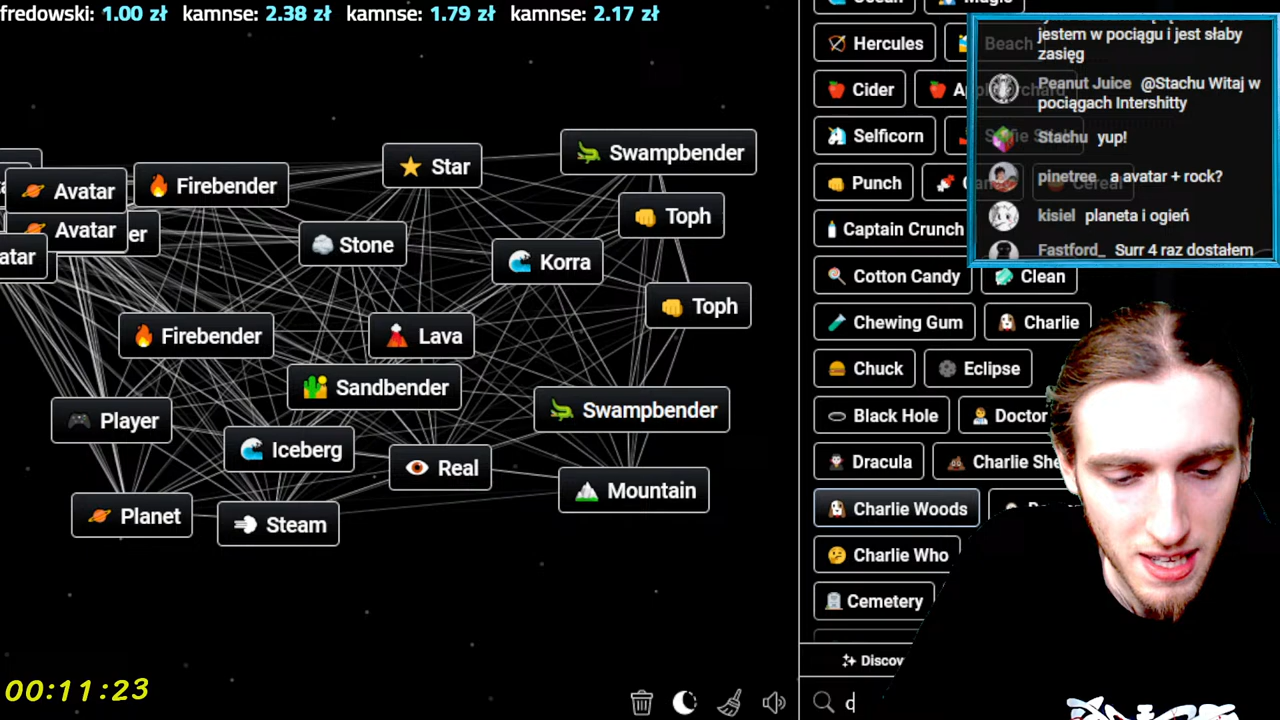 fredowski: 1.00 zł kamnse: 2.38 zł kamnse: 1.79 zł kamnse: 2.17 zł
Avatar
Firebender
Star
Swampbender
Avatar
Toph
Stone
Korra
Toph
Firebender
Lava
Sandbender
Player
Swampbender
Iceberg
Real
Mountain
Planet
Steam
00:11:23
Hercules
Beach
Cider
Selficorn
Punch
Cereal
Captain Crunch
Cotton Candy
Clean
Chewing Gum
Charlie
Chuck
Eclipse
Black Hole
Doctor
Dracula
Charlie She
Charlie Woods
Charlie Who
Cemetery
Discov
d
jestem w pociągu i jest słaby
zasięg
Peanut Juice @Stachu Witaj w
pociągach Intershitty
Stachu yup!
pinetree a avatar + rock?
kisiel planeta i ogień
Fastford_ Surr 4 raz dostałem